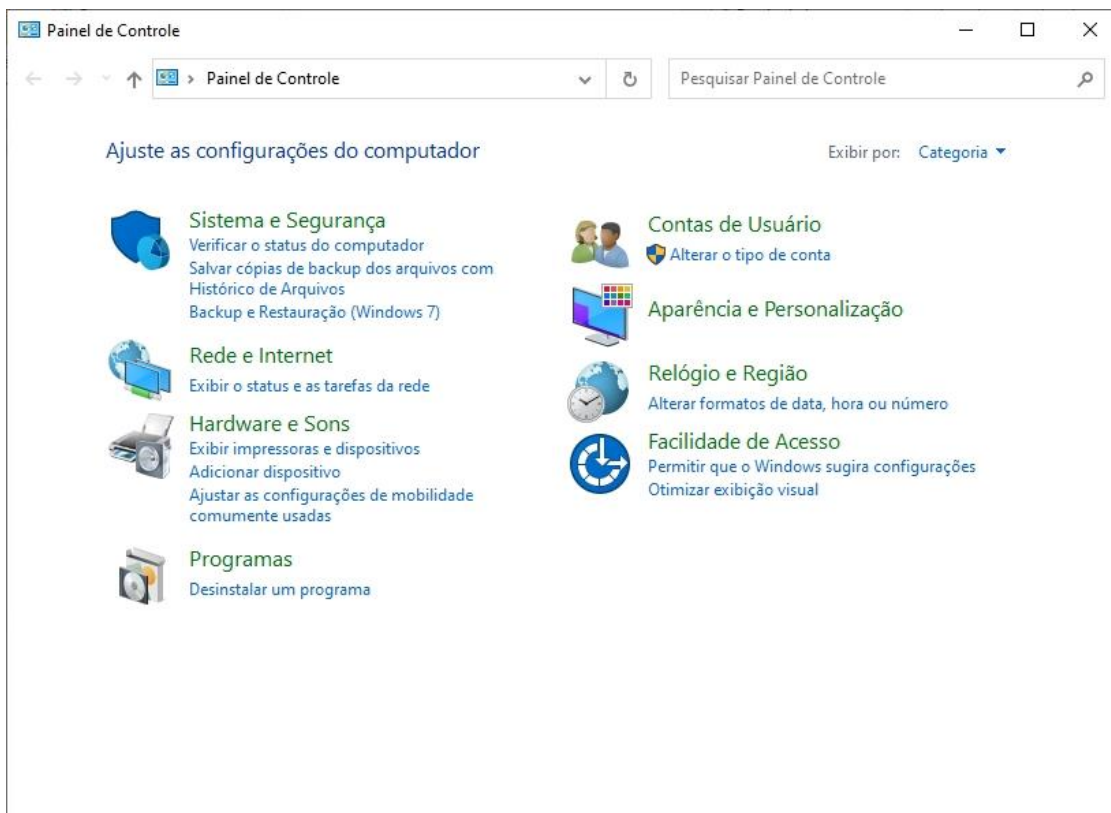 Painel de Controle
Painel de Controle
Pesquisar Painel de Controle
Ajuste as configurações do computador
Exibir por: Categoria
Sistema e Segurança
Verificar o status do computador
Salvar cópias de backup dos arquivos com
Histórico de Arquivos
Backup e Restauração (Windows 7)
Rede e Internet
Exibir o status e as tarefas da rede
Hardware e Sons
Exibir impressoras e dispositivos
Adicionar dispositivo
Ajustar as configurações de mobilidade
comumente usadas
Programas
Desinstalar um programa
Contas de Usuário
Alterar o tipo de conta
Aparência e Personalização
Relógio e Região
Alterar formatos de data, hora ou número
Facilidade de Acesso
Permitir que o Windows sugira configurações
Otimizar exibição visual